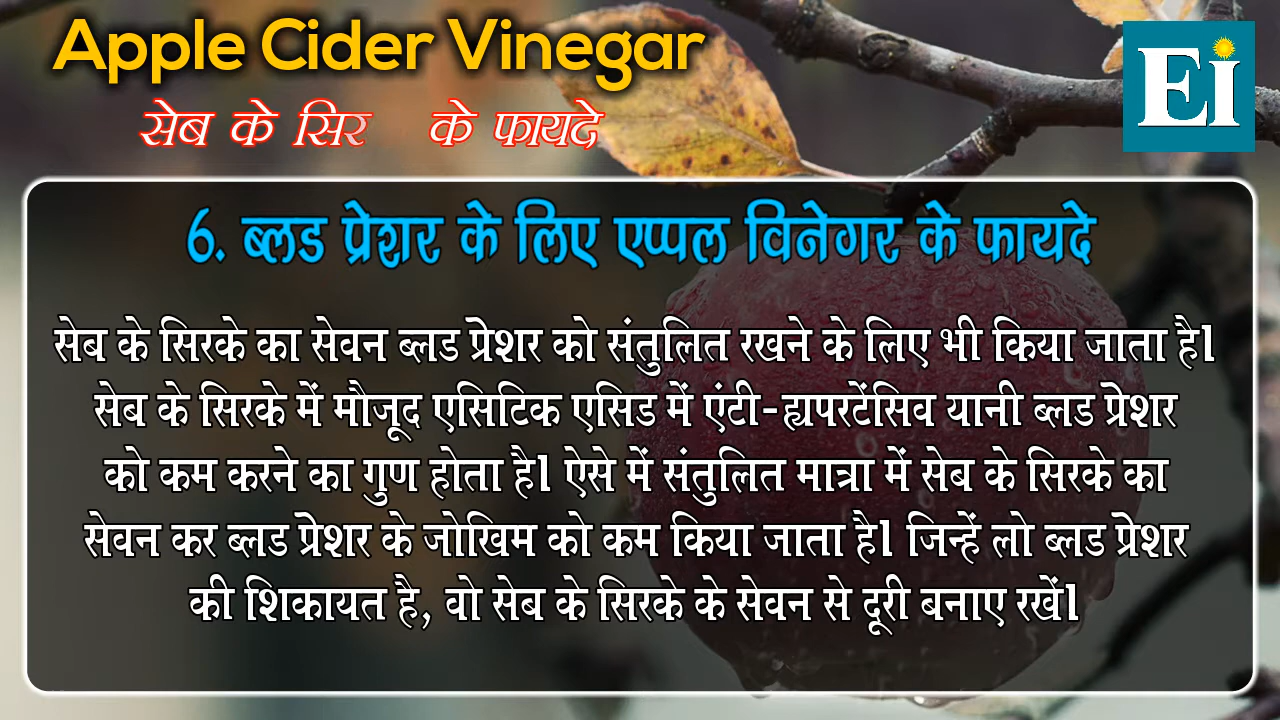 Apple Cider Vinegar
Ei
सेब के सिर के फायदे
6. ब्लड प्रेशर के लिए एप्पल विनेगर के फायदे
सेब के सिरके का सेवन ब्लड प्रेशर को संतुलित रखने के लिए भी किया जाता है।
सेब के सिरके में मौजूद एसिटिक एसिड में एंटी-ह्यपरटेंसिव यानी ब्लड प्रेशर
को कम करने का गुण होता है। ऐसे में संतुलित मात्रा में सेब के सिरके का
सेवन कर ब्लड प्रेशर के जोखिम को कम किया जाता है। जिन्हें लो ब्लड प्रेशर
की शिकायत है, वो सेब के सिरके के सेवन से दूरी बनाए रखें।